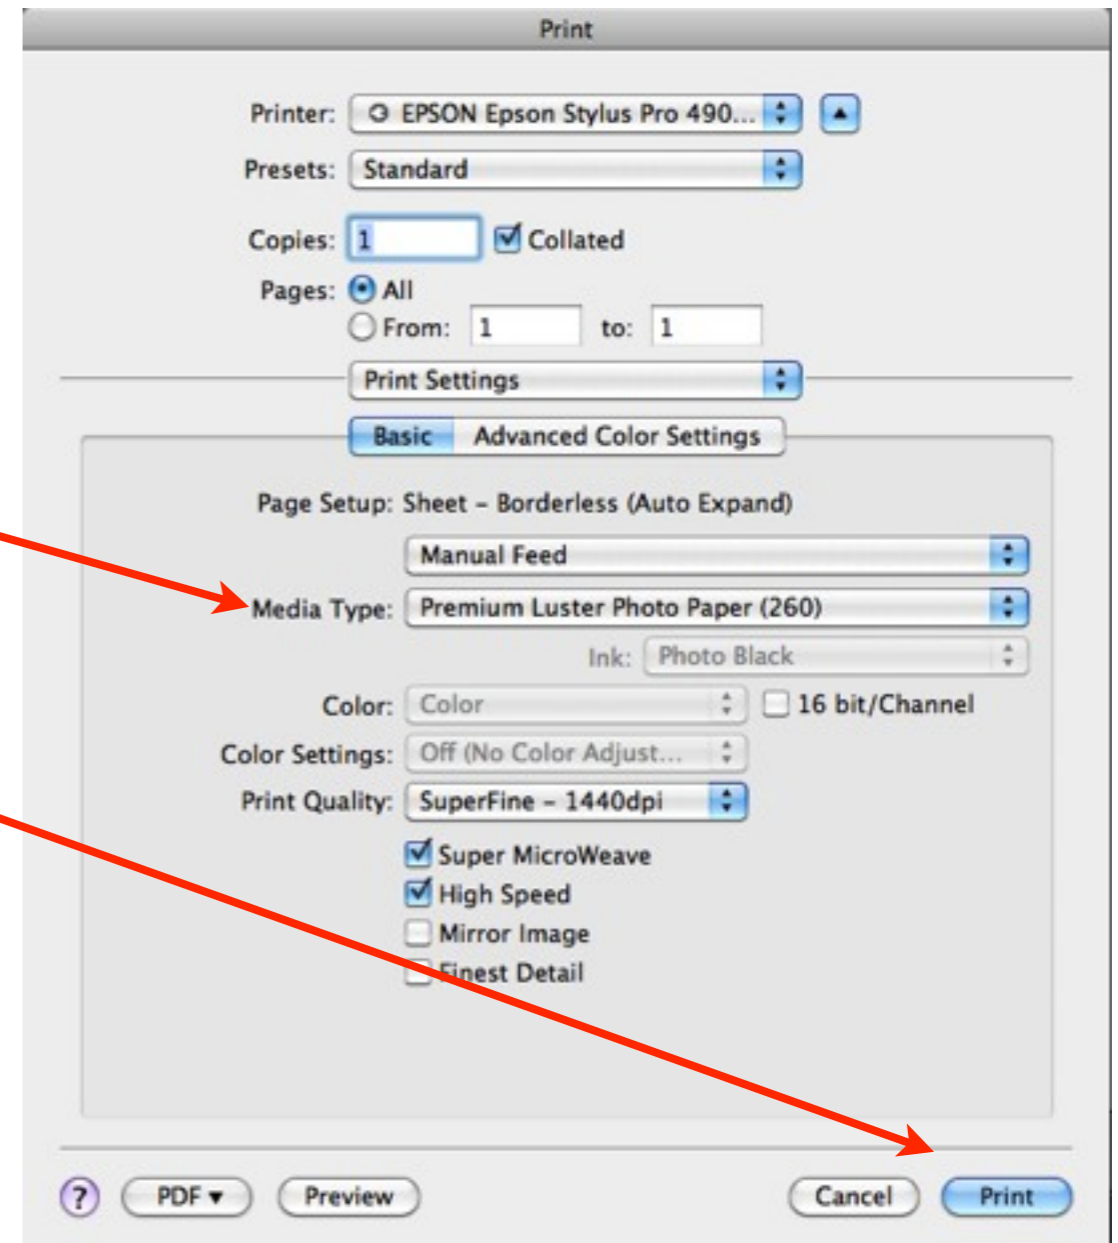 Print
Printer: EPSON Epson Stylus Pro 490...
Presets: Standard
Copies: 1 Collated
Pages: All
From: 1 to: 1
Print Settings
Basic Advanced Color Settings
Page Setup: Sheet – Borderless (Auto Expand)
Manual Feed
Media Type: Premium Luster Photo Paper (260)
Ink: Photo Black
Color: Color 16 bit/Channel
Color Settings: Off (No Color Adjust...
Print Quality: SuperFine – 1440dpi
Super MicroWeave
High Speed
Mirror Image
Finest Detail
? PDF Preview Cancel Print